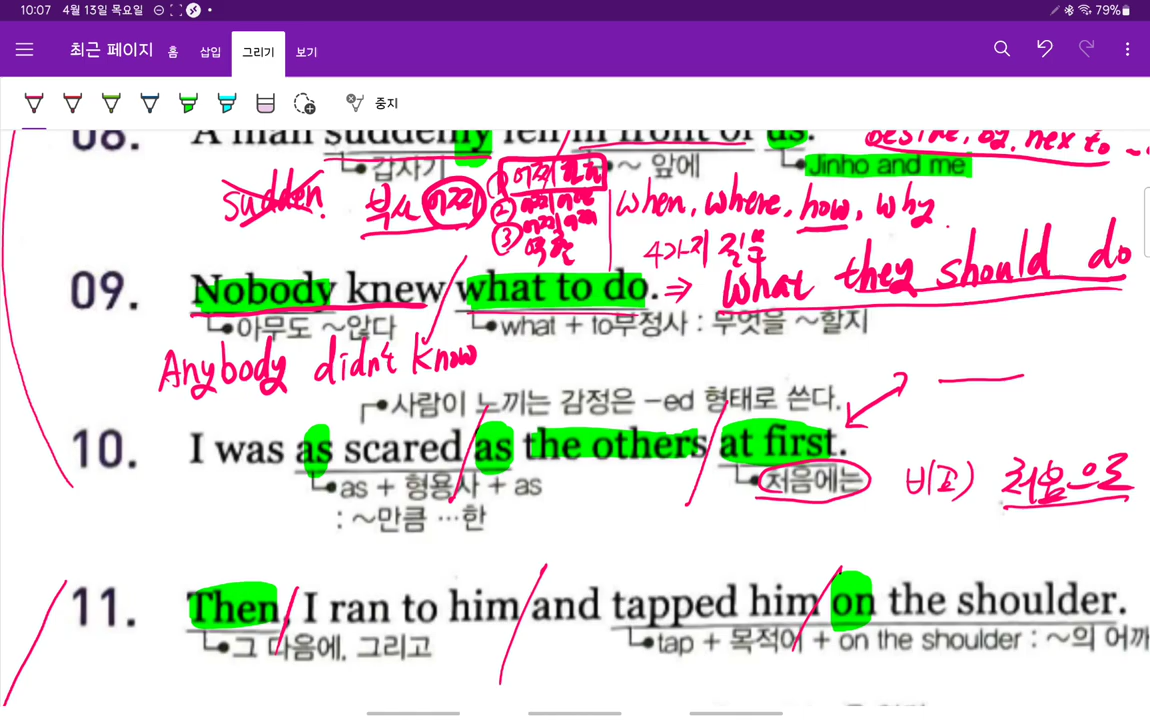 10:07 4월 13일 목요일 79%
최근 페이지 홈 삽입 그리기 보기
중지
08. A man suddenly fell in front of us. beside, by, next to ~
갑자기 ~ 앞에 Jinho and me
sudden 부사 어찌 ① ② ③ when, where, how, why
4가지 질문
09. Nobody knew what to do. ⇒ what they should do
아무도 ~않다 what + to부정사 : 무엇을 ~할지
Anybody didn't know
사람이 느끼는 감정은 -ed 형태로 쓴다.
10. I was as scared as the others at first.
as + 형용사 + as 처음에는 비교) 처음으로
: ~만큼 …한
11. Then, I ran to him and tapped him on the shoulder.
그 다음에, 그리고 tap + 목적어 + on the shoulder : ~의 어깨